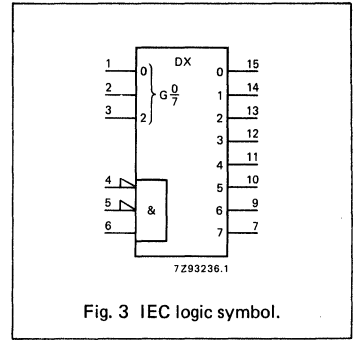 DX
1 0 0 15
2 G 0/7 1 14
3 2 2 13
3 12
4 11
4 5 10
5 & 6 9
6 7 7
7Z93236.1
Fig. 3 IEC logic symbol.